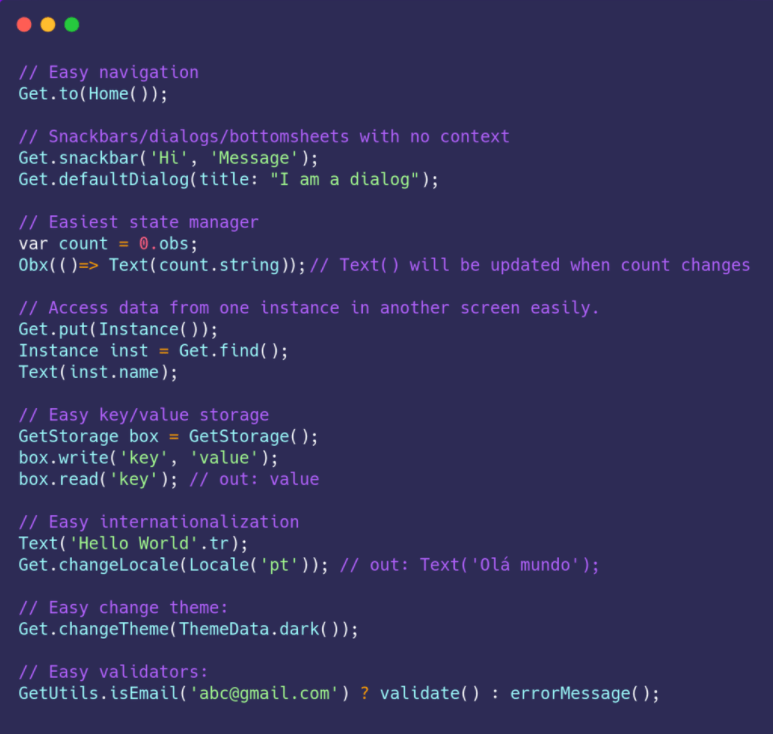 // Easy navigation
Get.to(Home());
// Snackbars/dialogs/bottomsheets with no context
Get.snackbar('Hi', 'Message');
Get.defaultDialog(title: "I am a dialog");
// Easiest state manager
var count = 0.obs;
Obx(()=> Text(count.string));// Text() will be updated when count changes
// Access data from one instance in another screen easily.
Get.put(Instance());
Instance inst = Get.find();
Text(inst.name);
// Easy key/value storage
GetStorage box = GetStorage();
box.write('key', 'value');
box.read('key'); // out: value
// Easy internationalization
Text('Hello World'.tr);
Get.changeLocale(Locale('pt')); // out: Text('Olá mundo');
// Easy change theme:
Get.changeTheme(ThemeData.dark());
// Easy validators:
GetUtils.isEmail('abc@gmail.com') ? validate() : errorMessage();